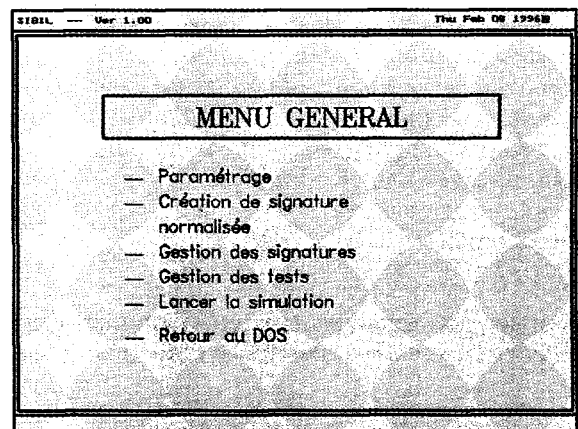 SIBIL — Ver 1.00
Thu Feb 08 1996
MENU GENERAL
— Paramétrage
— Création de signature
normalisée
— Gestion des signatures
— Gestion des tests
— Lancer la simulation
— Retour au DOS